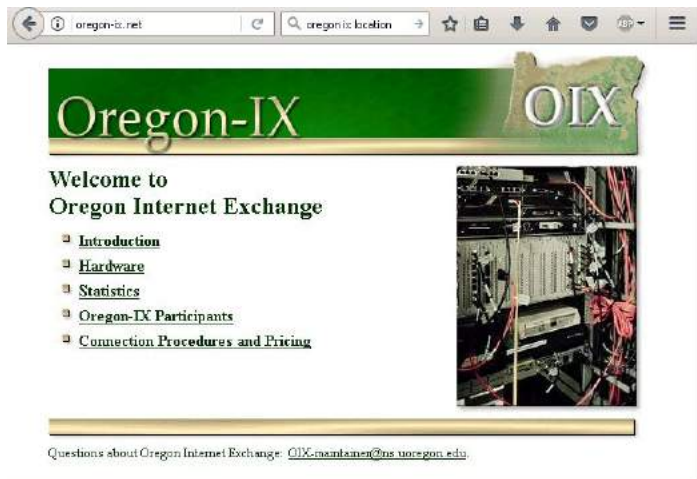 oregon-ix.net
oregon ix location
ABP
Oregon-IX
OIX
Welcome to
Oregon Internet Exchange
Introduction
Hardware
Statistics
Oregon-IX Participants
Connection Procedures and Pricing
Questions about Oregon Internet Exchange: OIX-maintainer@ns.uoregon.edu.